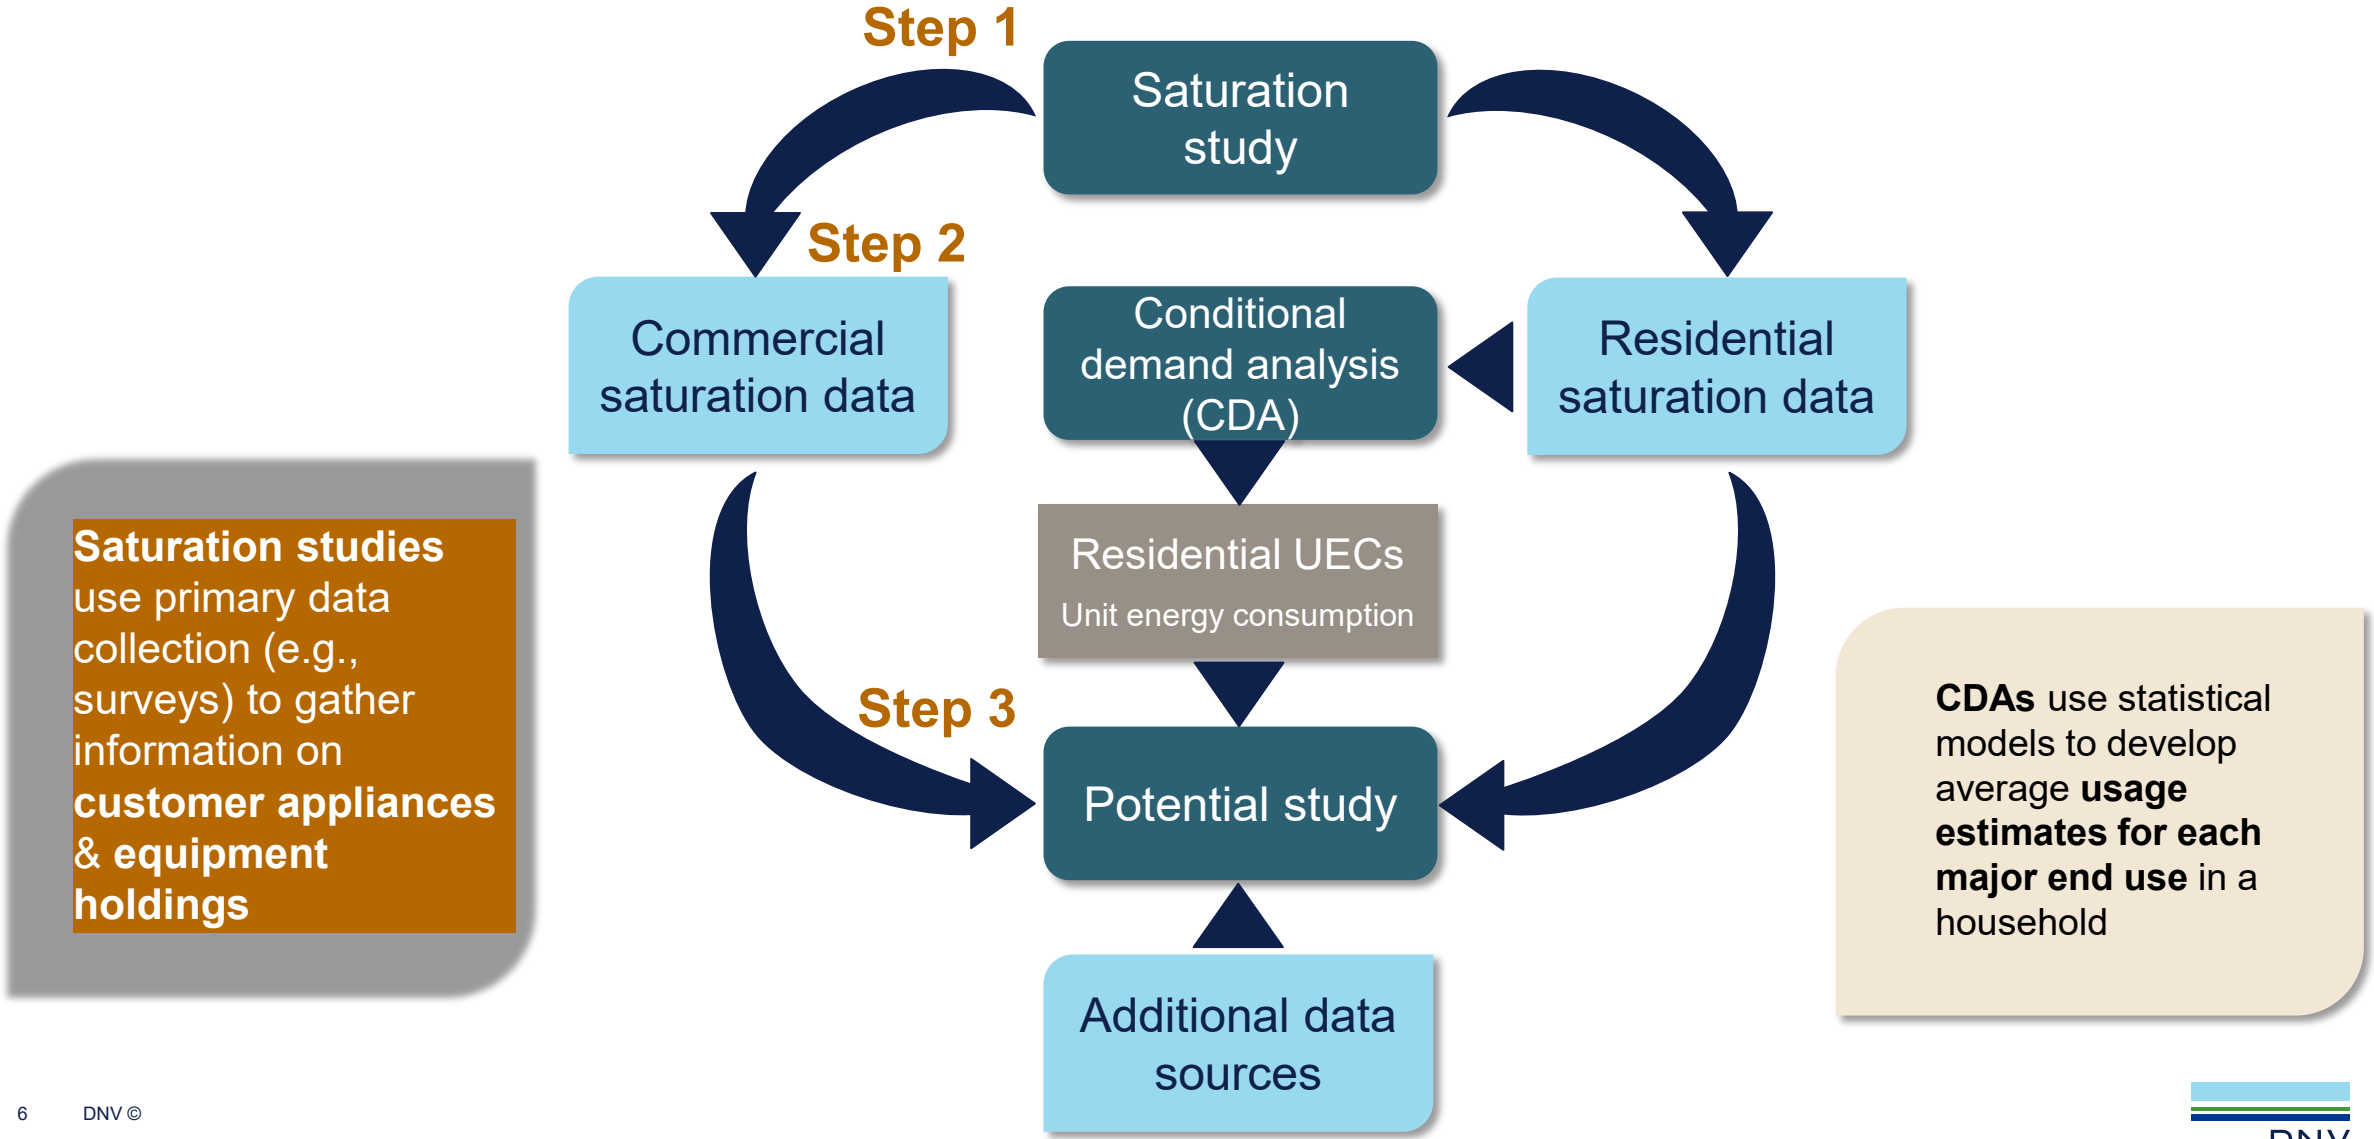 Step 1
Saturation
study
Step 2
Commercial
saturation data
Conditional
demand analysis
(CDA)
Residential
saturation data
Residential UECs
Unit energy consumption
Saturation studies
use primary data
collection (e.g.,
surveys) to gather
information on
customer appliances
& equipment
holdings
Step 3
Potential study
CDAs use statistical
models to develop
average usage
estimates for each
major end use in a
household
Additional data
sources
6 DNV ©
DNV